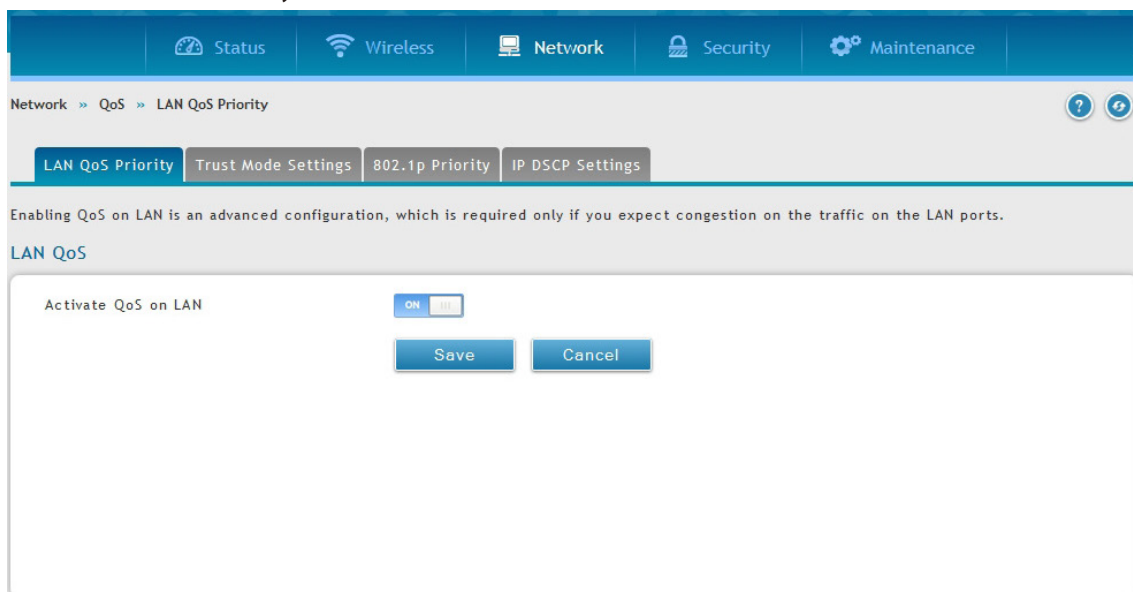 Status Wireless Network Security Maintenance
Network » QoS » LAN QoS Priority
LAN QoS Priority Trust Mode Settings 802.1p Priority IP DSCP Settings
Enabling QoS on LAN is an advanced configuration, which is required only if you expect congestion on the traffic on the LAN ports.
LAN QoS
Activate QoS on LAN ON
Save Cancel